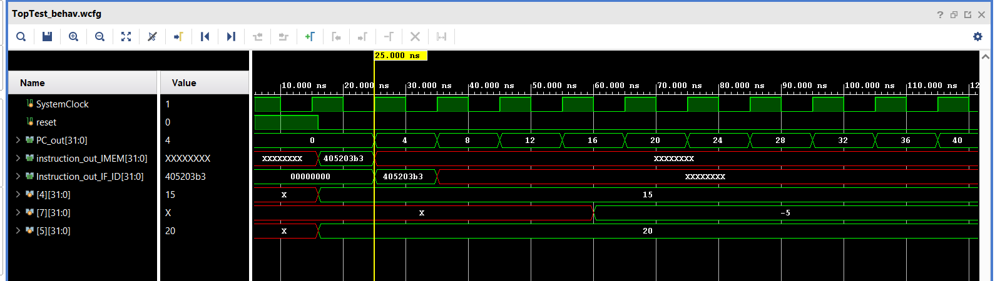 TopTest_behav.wcfg
25.000 ns
Name Value
10.000 ns 20.000 ns 30.000 ns 40.000 ns 50.000 ns 60.000 ns 70.000 ns 80.000 ns 90.000 ns 100.000 ns 110.000 ns 12
SystemClock 1
reset 0
PC_out[31:0] 4 0 4 8 12 16 20 24 28 32 36 40
instruction_out_IMEM[31:0] XXXXXXXX XXXXXXXX 405203b3 XXXXXXXX
Instruction_out_IF_ID[31:0] 405203b3 00000000 405203b3 XXXXXXXX
[4][31:0] 15 X 15
[7][31:0] X X -5
[5][31:0] 20 X 20